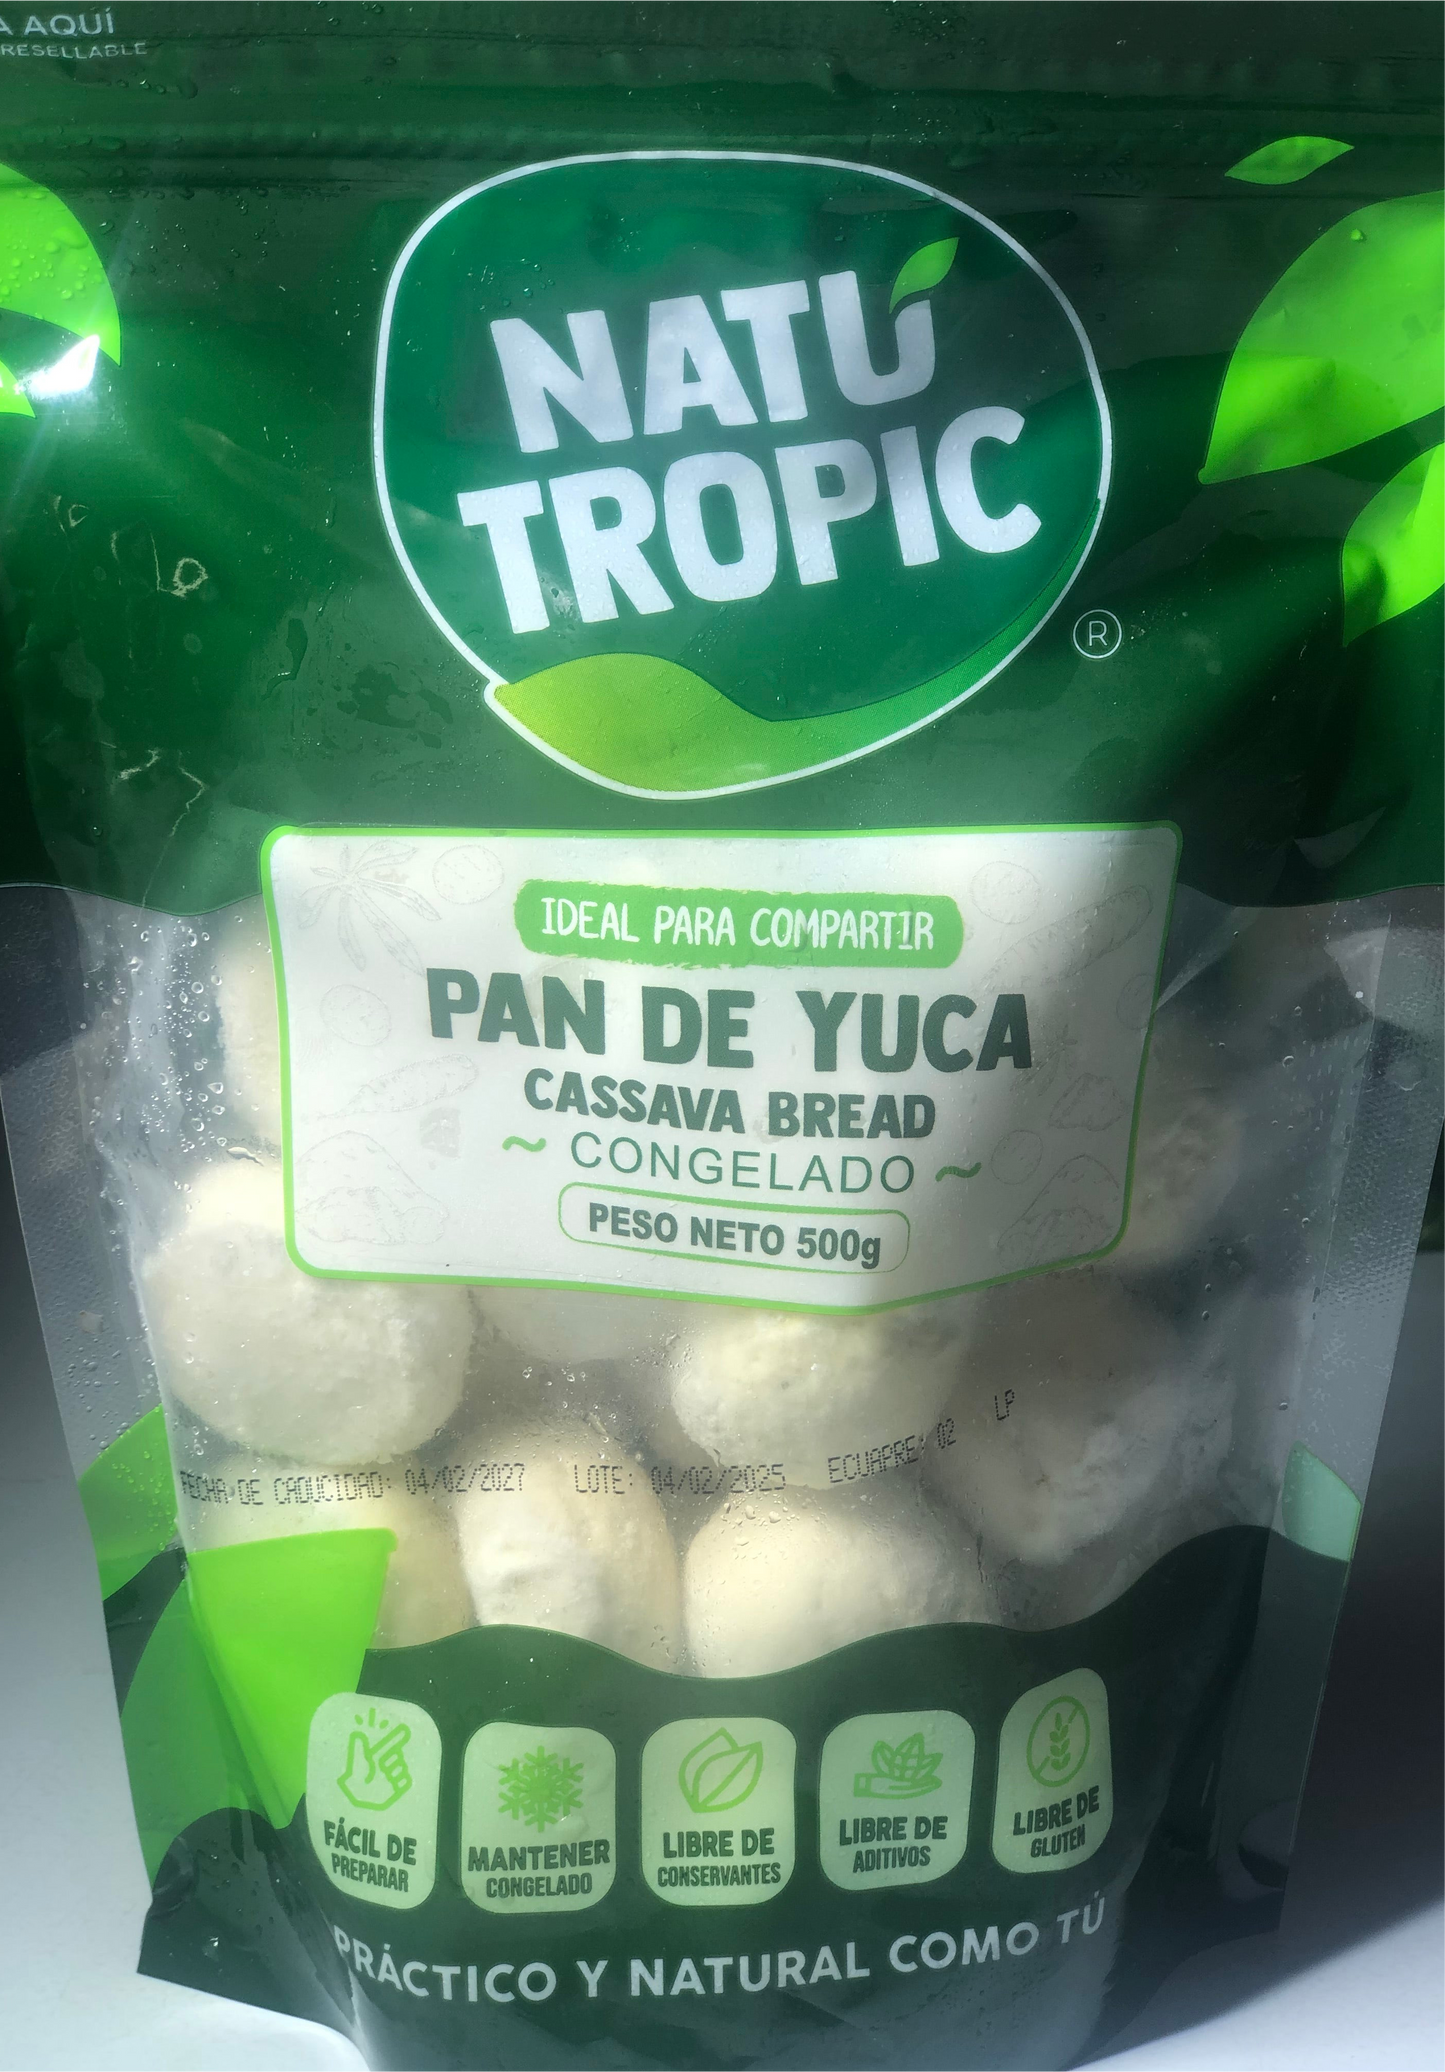 A AQUÍ
RESELLABLE
NATÚ
TROPIC
®
IDEAL PARA COMPARTIR
PAN DE YUCA
CASSAVA BREAD
~ CONGELADO ~
PESO NETO 500g
FECHA DE CADUCIDAD: 04/02/2027 LOTE: 04/02/2025 ECUAPRE: 02 LP
FÁCIL DE
PREPARAR
MANTENER
CONGELADO
LIBRE DE
CONSERVANTES
LIBRE DE
ADITIVOS
LIBRE DE
GLUTEN
PRÁCTICO Y NATURAL COMO TÚ